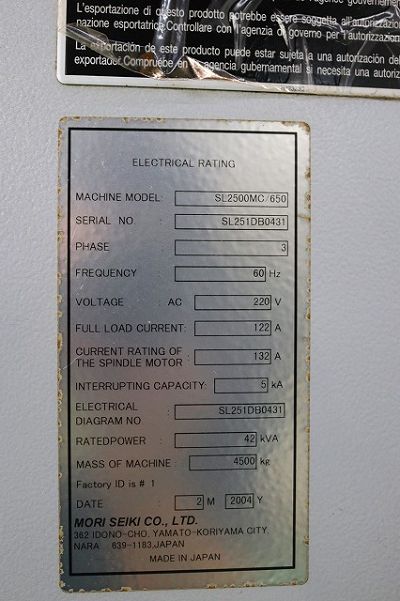 L'esportazione di questo prodotto potrebbe essere soggetta all'autorizzazion
nazione esportatrice.Controllare con l'agenzia di governo per l'autorizzazion
La exportación de este producto puede estar sujeta a una autorización del
exportador.Compruebe en la agencia gubernamental si necesita una autoriz
ELECTRICAL RATING
MACHINE MODEL: SL2500MC/650
SERIAL NO. : SL251DB0431
PHASE : 3
FREQUENCY : 60 Hz
VOLTAGE : AC 220 V
FULL LOAD CURRENT: 122 A
CURRENT RATING OF
THE SPINDLE MOTOR : 132 A
INTERRUPTING CAPACITY: 5 kA
ELECTRICAL
DIAGRAM NO : SL251DB0431
RATEDPOWER : 42 kVA
MASS OF MACHINE : 4500 kg
Factory ID is # 1
DATE : 2 M 2004 Y
MORI SEIKI CO., LTD.
362 IDONO-CHO, YAMATO-KORIYAMA CITY,
NARA 639-1183,JAPAN
MADE IN JAPAN